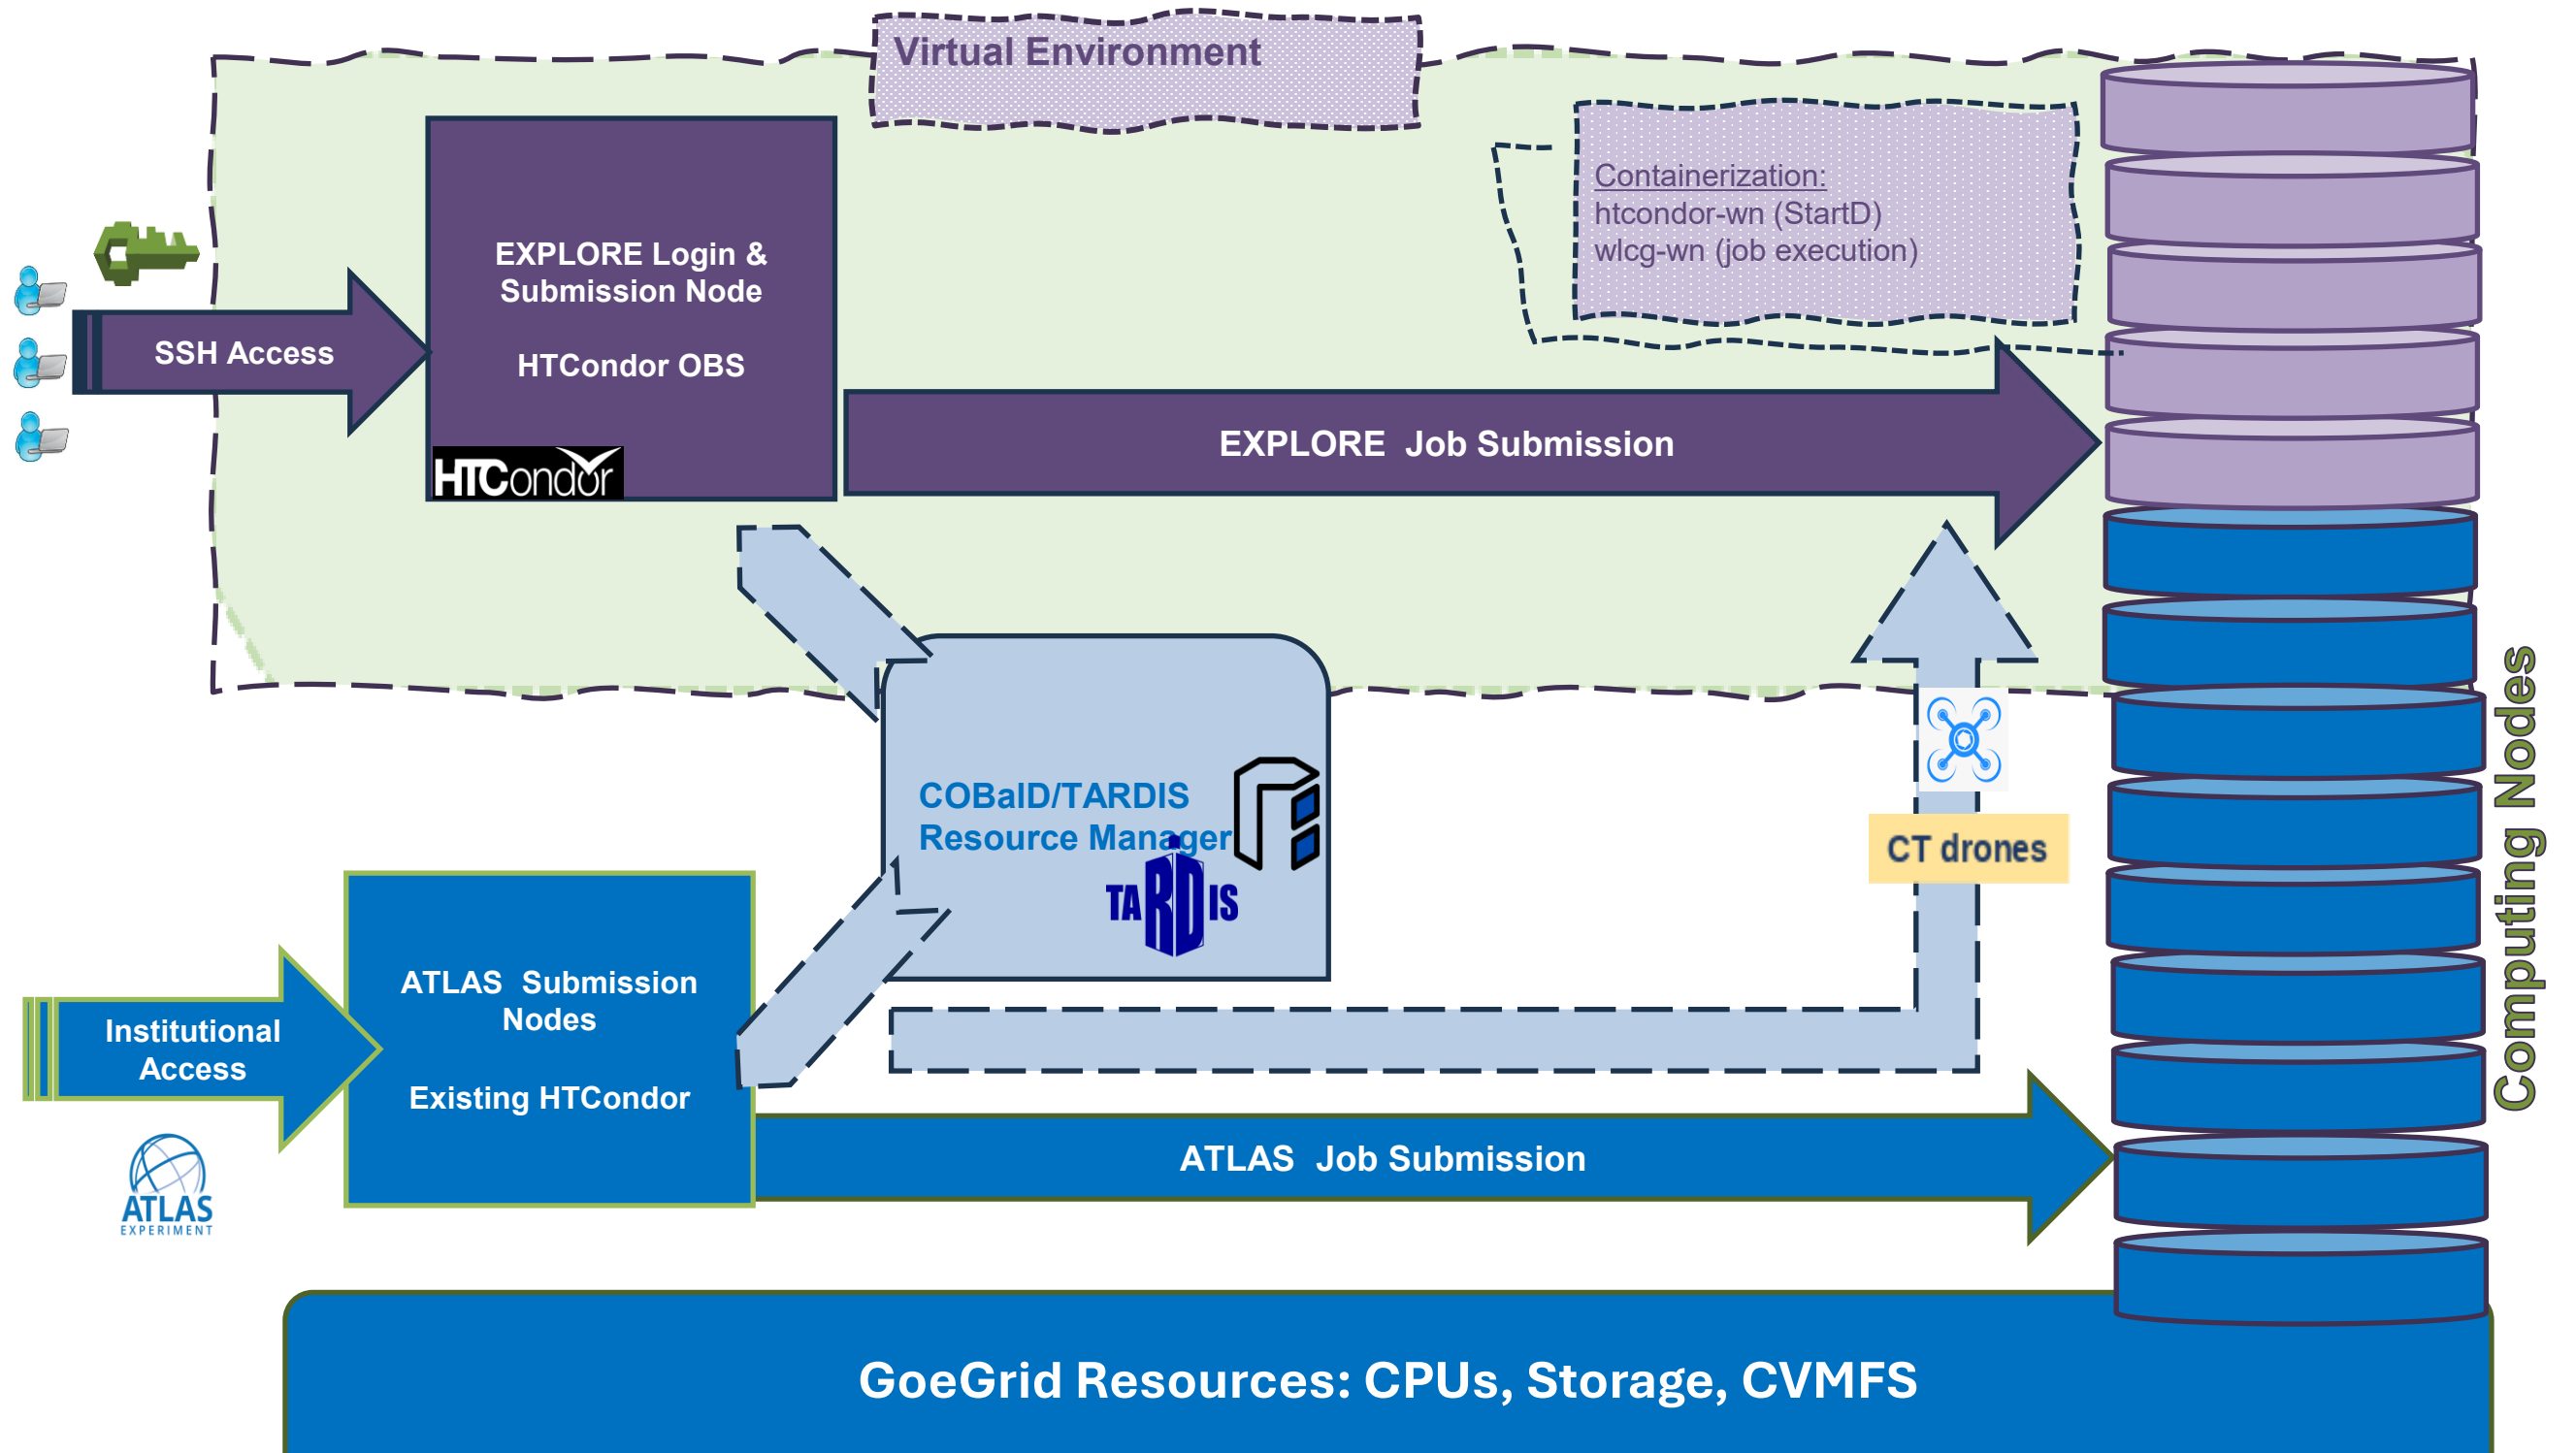 Virtual Environment
Containerization:
htcondor-wn (StartD)
wlcg-wn (job execution)
EXPLORE Login &
Submission Node
HTCondor OBS
HTCondor
SSH Access
EXPLORE Job Submission
COBalD/TARDIS
Resource Manager
TARDIS
CT drones
Computing Nodes
ATLAS Submission
Nodes
Existing HTCondor
Institutional
Access
ATLAS
EXPERIMENT
ATLAS Job Submission
GoeGrid Resources: CPUs, Storage, CVMFS